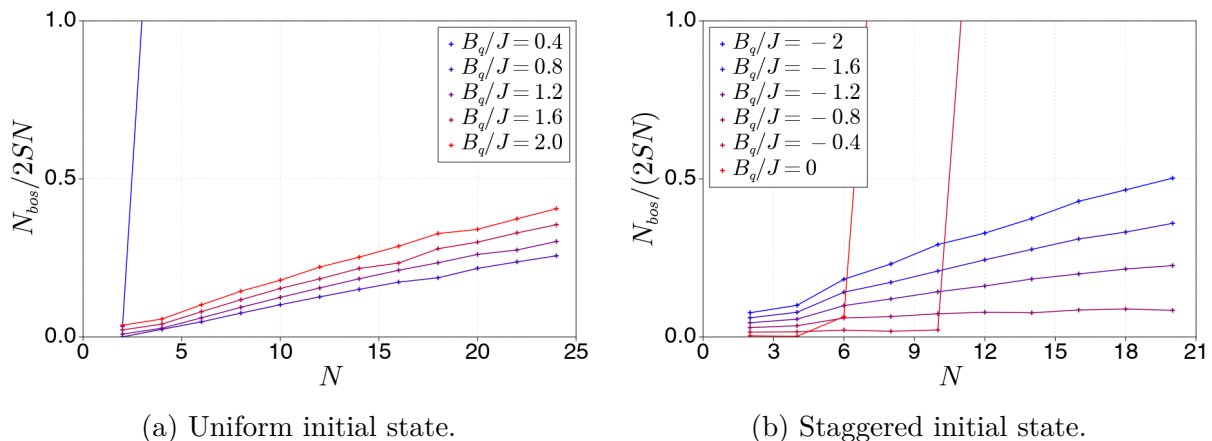 1.0
0.5
0.0
N_{bos}/2SN
B_q/J = 0.4
B_q/J = 0.8
B_q/J = 1.2
B_q/J = 1.6
B_q/J = 2.0
0 5 10 15 20 25
N
(a) Uniform initial state.
1.0
0.5
0.0
N_{bos}/(2SN)
B_q/J = −2
B_q/J = −1.6
B_q/J = −1.2
B_q/J = −0.8
B_q/J = −0.4
B_q/J = 0
0 3 6 9 12 15 18 21
N
(b) Staggered initial state.